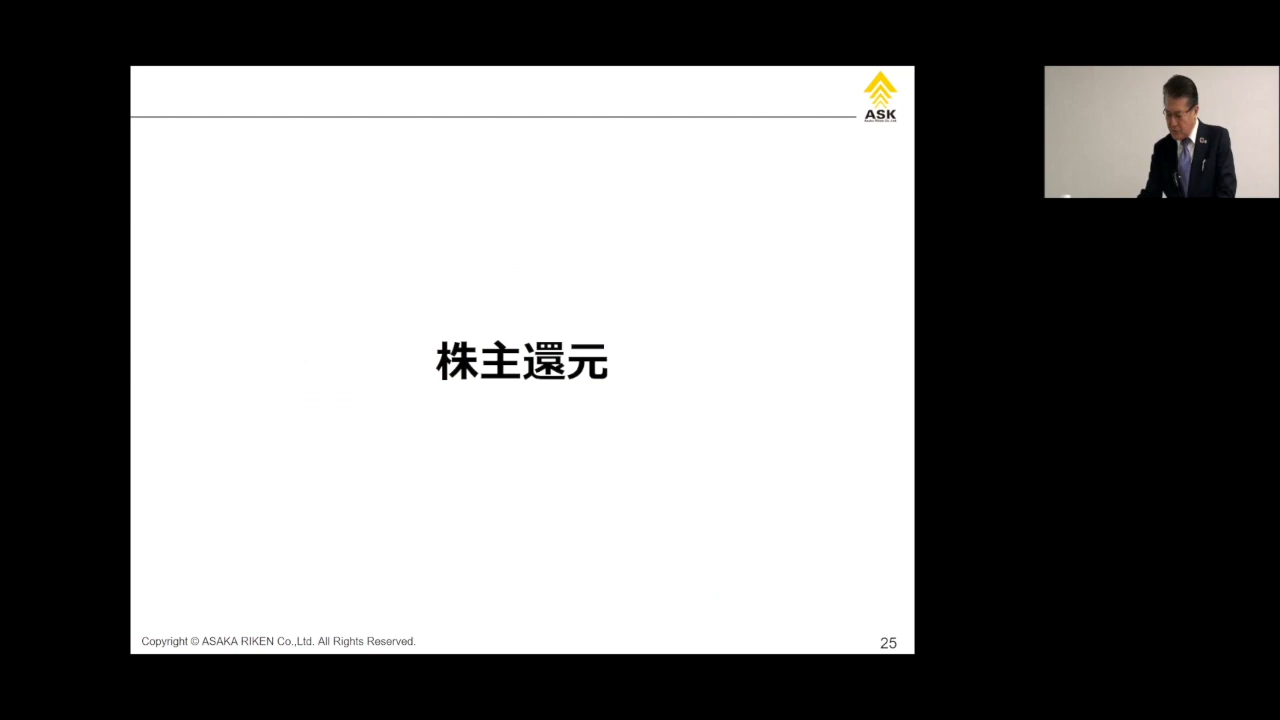 ASK
株主還元
Copyright © ASAKA RIKEN Co.,Ltd. All Rights Reserved.
25